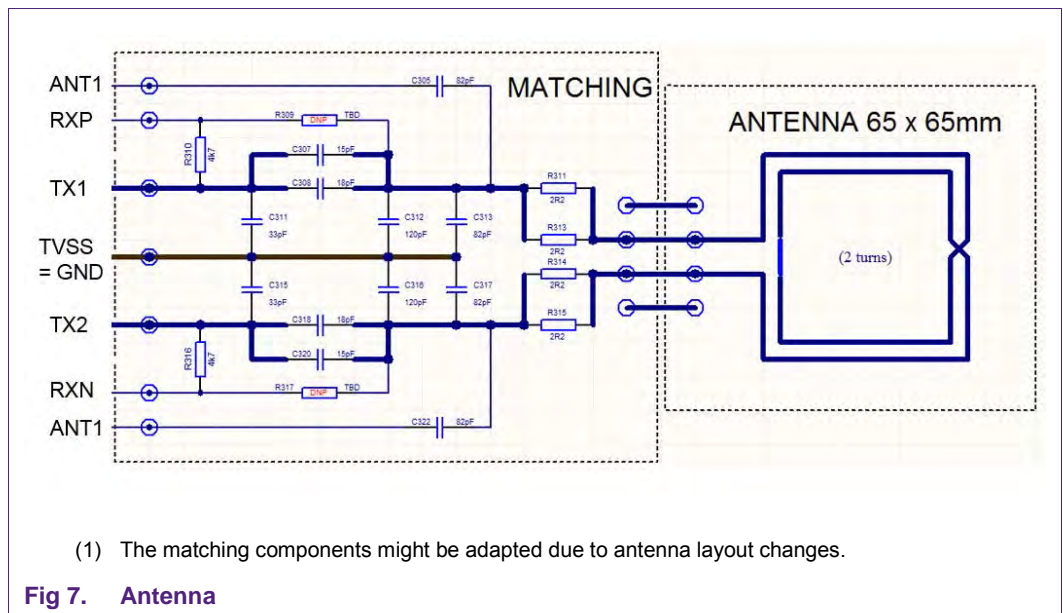 ANT1
C305 82pF
MATCHING
RXP
R309 DNP TBD
ANTENNA 65 x 65mm
R310 4k7
C307 15pF
TX1
C308 18pF
R311
2R2
C311
33pF
C312
120pF
C313
82pF
R313
2R2
TVSS
= GND
(2 turns)
R314
2R2
C315
33pF
C316
120pF
C317
82pF
R315
2R2
TX2
C318 18pF
R316 4k7
C320 15pF
RXN
R317 DNP TBD
ANT1
C322 82pF
(1) The matching components might be adapted due to antenna layout changes.
Fig 7. Antenna